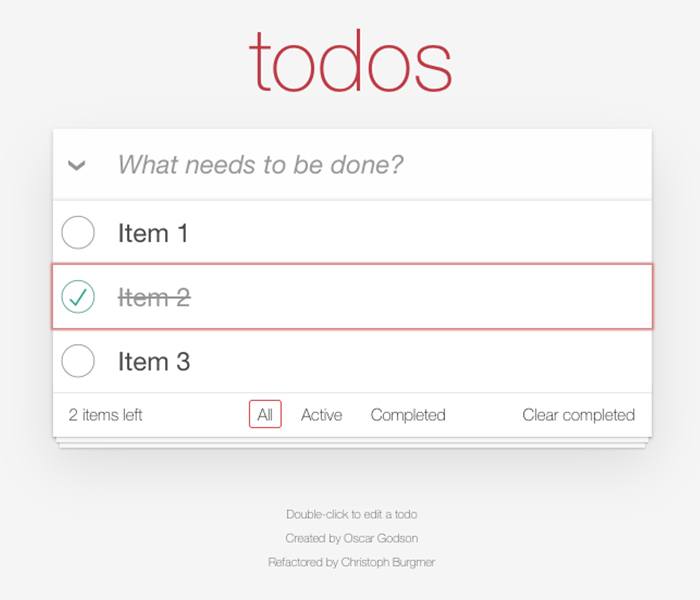 todos
What needs to be done?
Item 1
Item 2
Item 3
2 items left All Active Completed Clear completed
Double-click to edit a todo
Created by Oscar Godson
Refactored by Christoph Burgmer